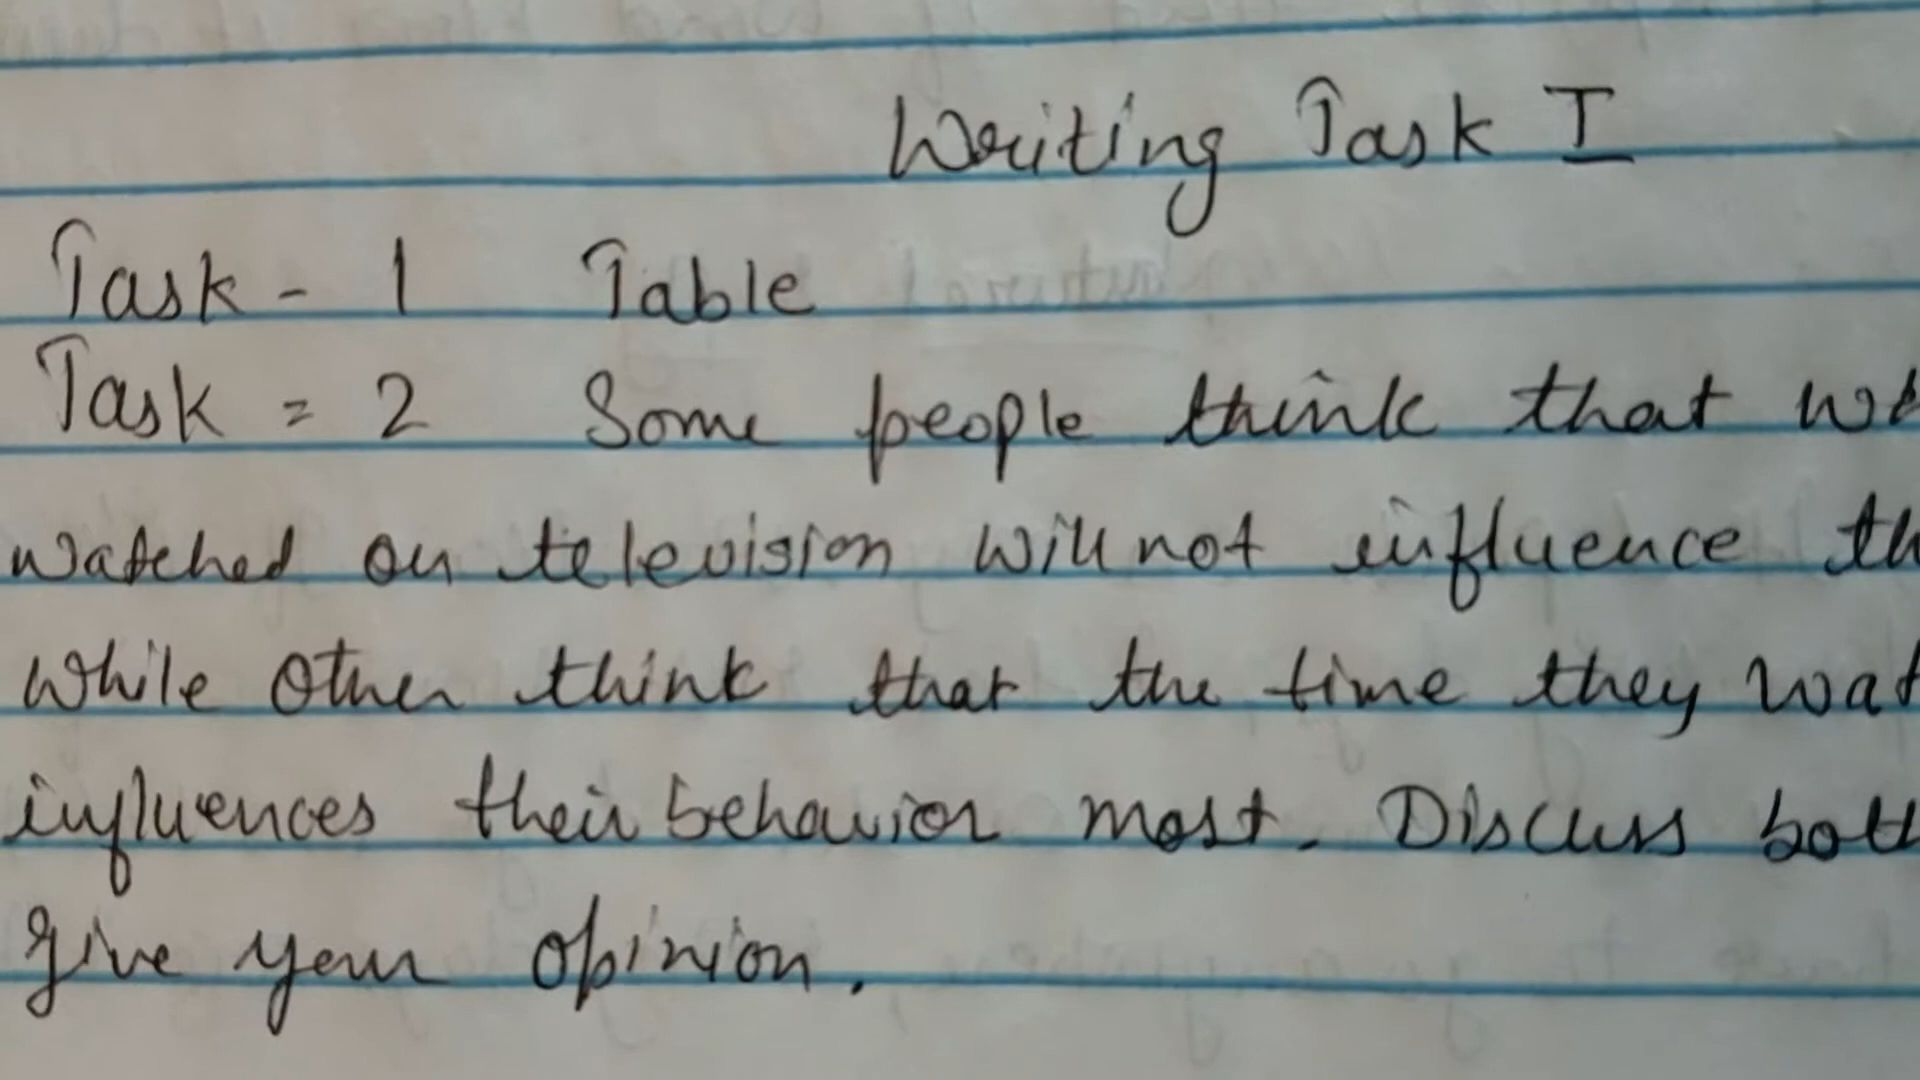 Writing Task I
Task - 1 Table
Task = 2 Some people think that
watched on television will not influence
while other think that the time they
influences their behavior most. Discuss
give your opinion.